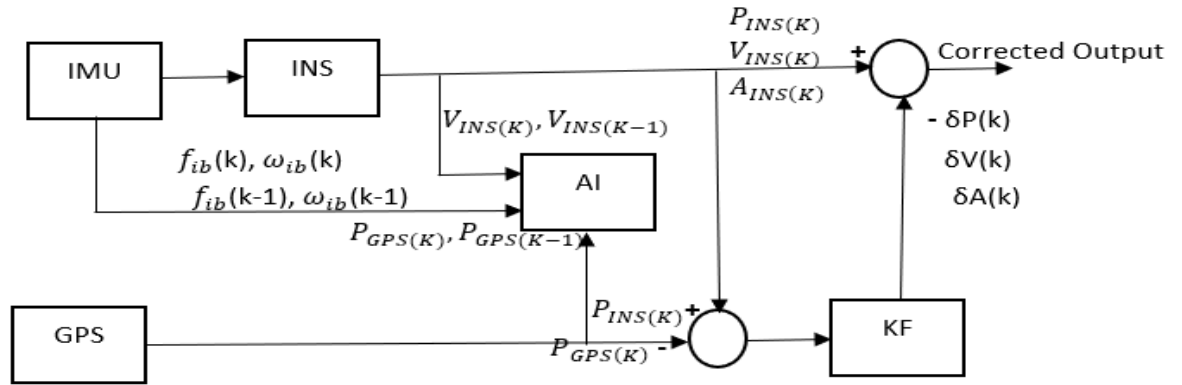 P_INS(K)
IMU
INS
V_INS(K)
+
Corrected Output
A_INS(K)
V_INS(K), V_INS(K−1)
- δP(k)
f_ib(k), ω_ib(k)
δV(k)
AI
f_ib(k-1), ω_ib(k-1)
δA(k)
P_GPS(K), P_GPS(K−1)
P_INS(K) +
GPS
KF
P_GPS(K) -